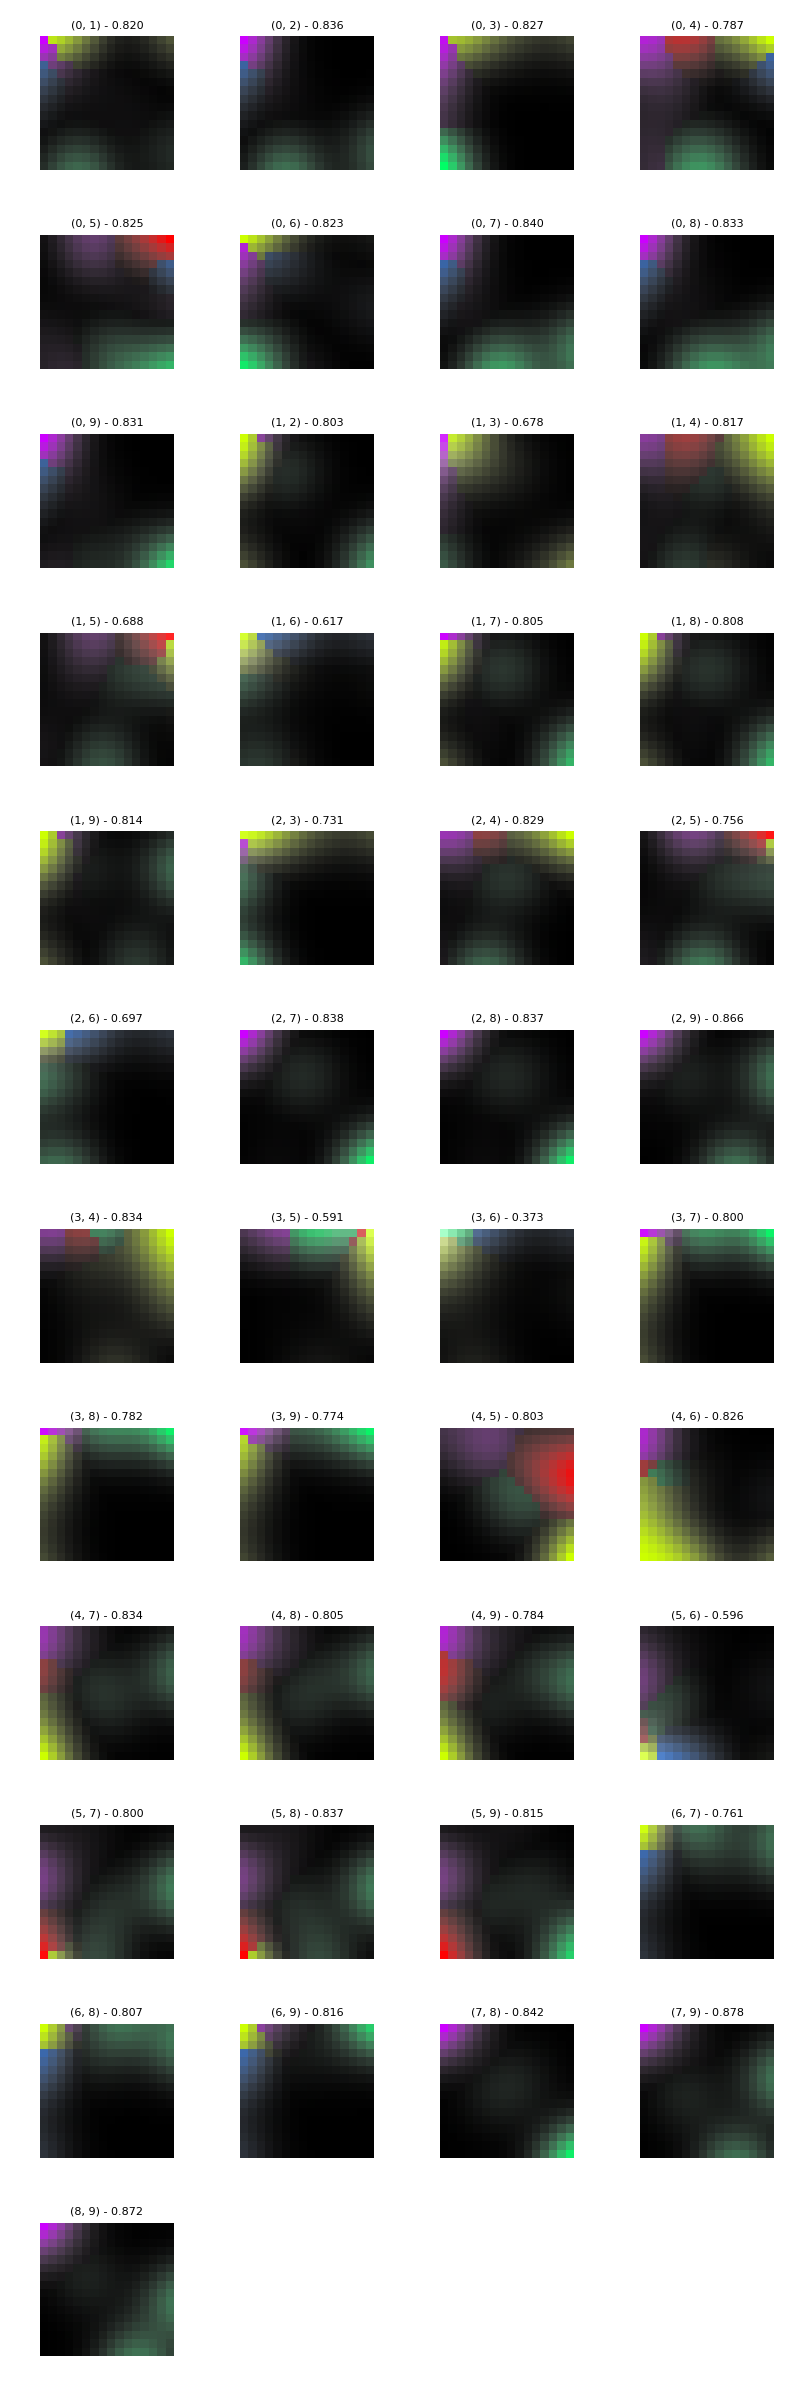 (0, 1) - 0.820 (0, 2) - 0.836 (0, 3) - 0.827 (0, 4) - 0.787
(0, 5) - 0.825 (0, 6) - 0.823 (0, 7) - 0.840 (0, 8) - 0.833
(0, 9) - 0.831 (1, 2) - 0.803 (1, 3) - 0.678 (1, 4) - 0.817
(1, 5) - 0.688 (1, 6) - 0.617 (1, 7) - 0.805 (1, 8) - 0.808
(1, 9) - 0.814 (2, 3) - 0.731 (2, 4) - 0.829 (2, 5) - 0.756
(2, 6) - 0.697 (2, 7) - 0.838 (2, 8) - 0.837 (2, 9) - 0.866
(3, 4) - 0.834 (3, 5) - 0.591 (3, 6) - 0.373 (3, 7) - 0.800
(3, 8) - 0.782 (3, 9) - 0.774 (4, 5) - 0.803 (4, 6) - 0.826
(4, 7) - 0.834 (4, 8) - 0.805 (4, 9) - 0.784 (5, 6) - 0.596
(5, 7) - 0.800 (5, 8) - 0.837 (5, 9) - 0.815 (6, 7) - 0.761
(6, 8) - 0.807 (6, 9) - 0.816 (7, 8) - 0.842 (7, 9) - 0.878
(8, 9) - 0.872